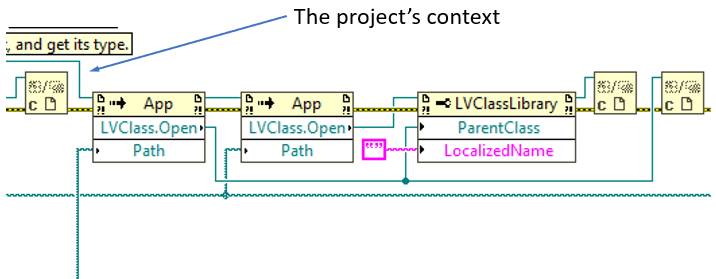 The project’s context
, and get its type.
C
App
App
LVClassLibrary
C
C
LVClass.Open
LVClass.Open
ParentClass
Path
Path
LocalizedName